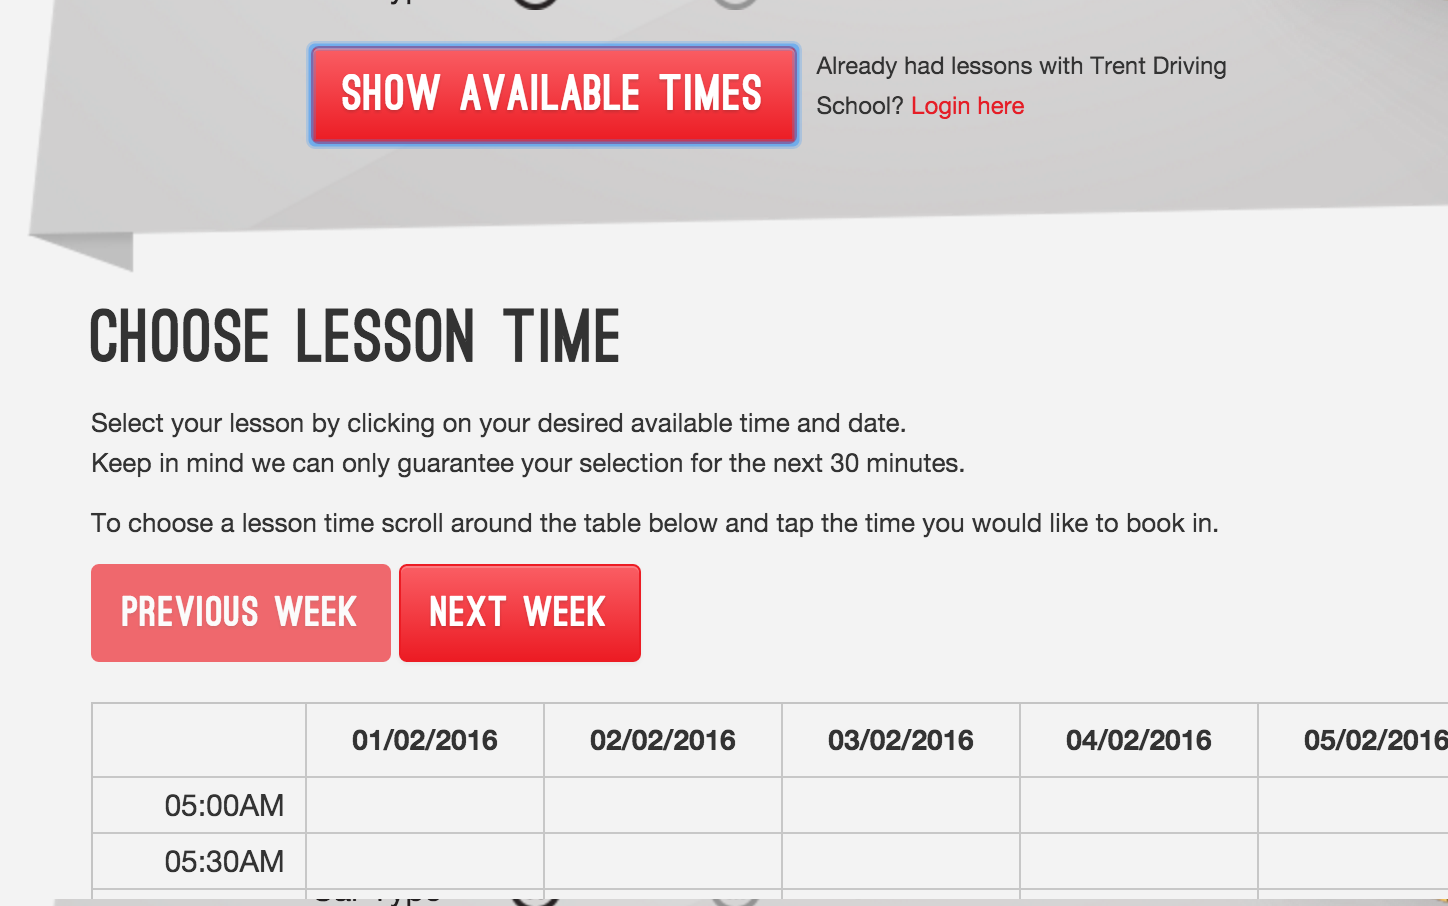 SHOW AVAILABLE TIMES
Already had lessons with Trent Driving
School? Login here
CHOOSE LESSON TIME
Select your lesson by clicking on your desired available time and date.
Keep in mind we can only guarantee your selection for the next 30 minutes.
To choose a lesson time scroll around the table below and tap the time you would like to book in.
PREVIOUS WEEK NEXT WEEK
01/02/2016 02/02/2016 03/02/2016 04/02/2016 05/02/2016
05:00AM
05:30AM